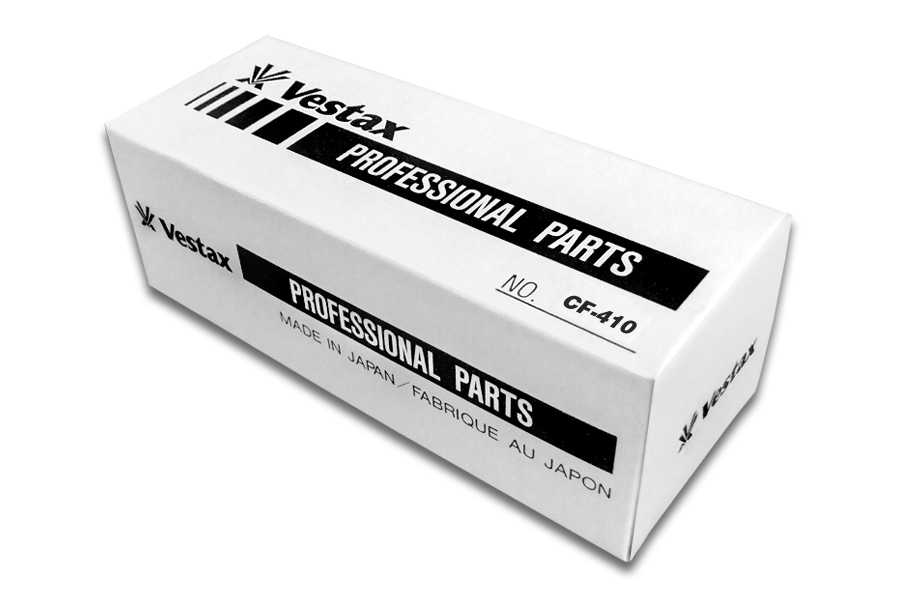 Vestax
PROFESSIONAL PARTS
NO. CF-410
Vestax
PROFESSIONAL PARTS
MADE IN JAPAN/FABRIQUE AU JAPON
Vestax